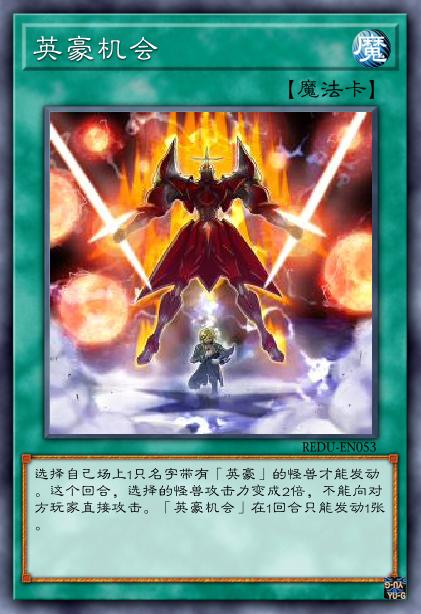 英豪机会
魔
【魔法卡】
REDU-EN053
选择自己场上1只名字带有「英豪」的怪兽才能发动
。这个回合，选择的怪兽攻击力变成2倍，不能向对
方玩家直接攻击。「英豪机会」在1回合只能发动1张
。